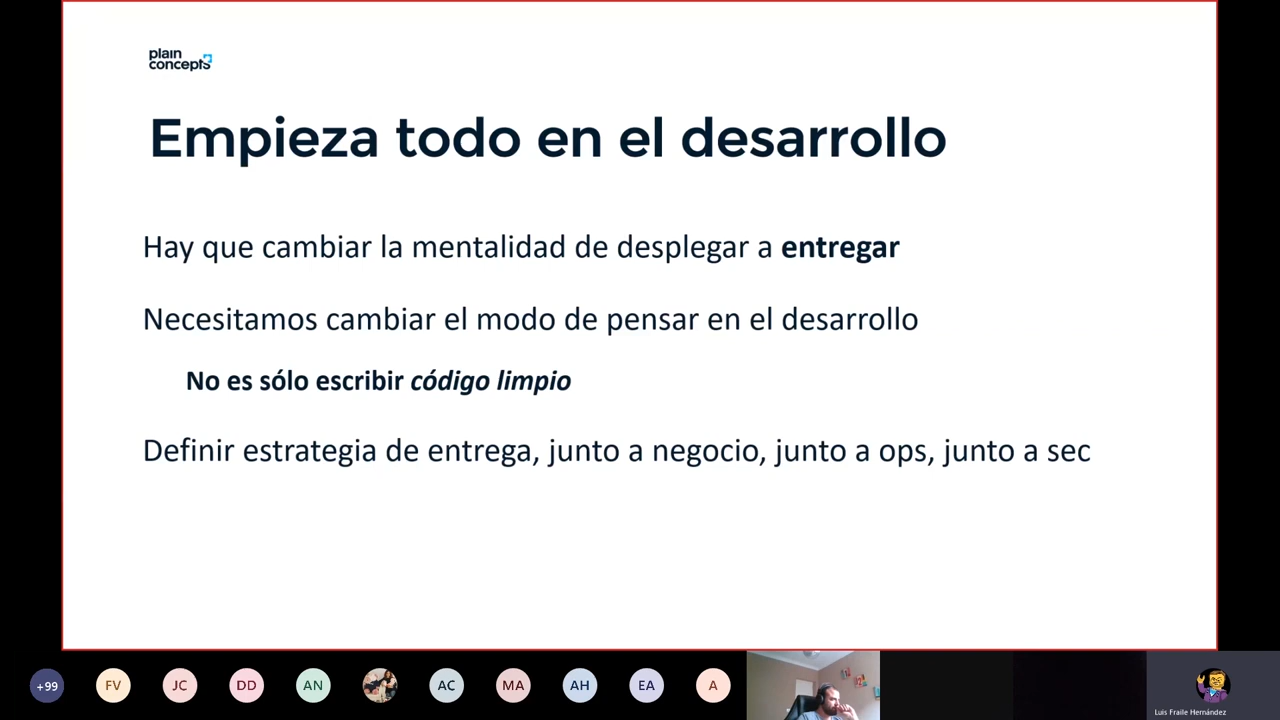 plain
concepts
Empieza todo en el desarrollo
Hay que cambiar la mentalidad de desplegar a entregar
Necesitamos cambiar el modo de pensar en el desarrollo
No es sólo escribir código limpio
Definir estrategia de entrega, junto a negocio, junto a ops, junto a sec
+99
FV
JC
DD
AN
AC
MA
AH
EA
A
Luis Fraile Hernández